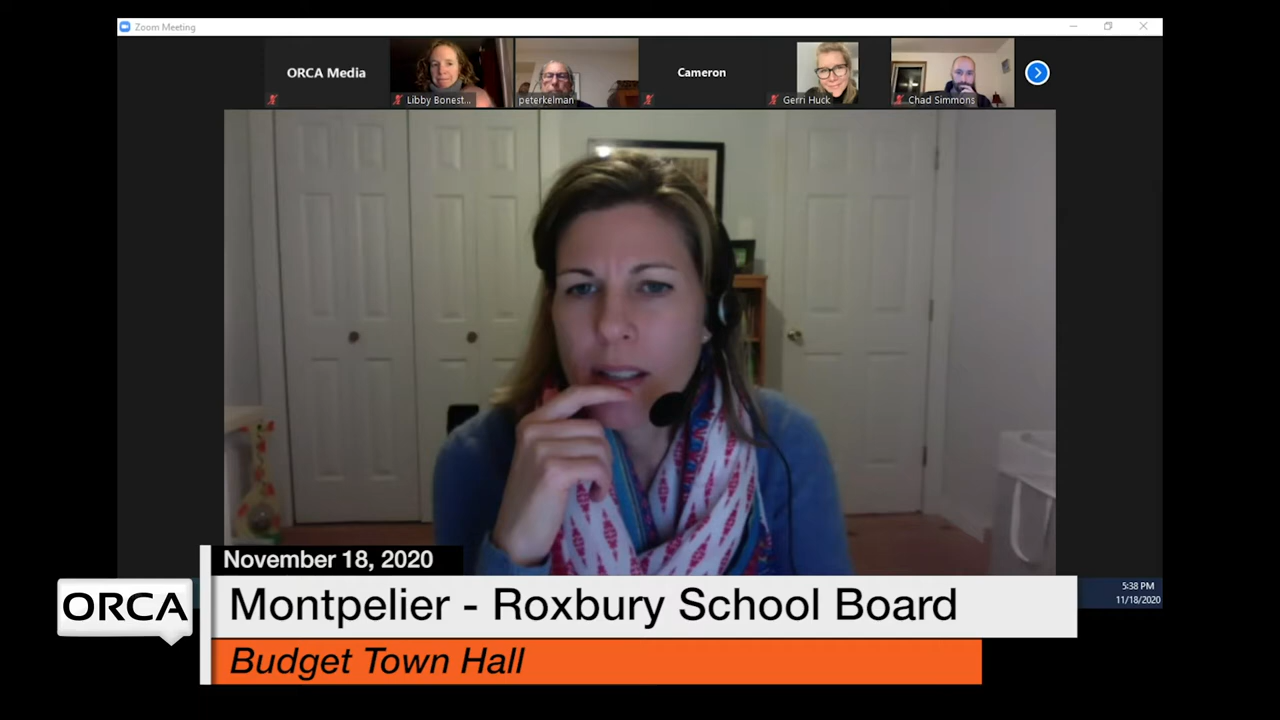 Zoom Meeting
ORCA Media
Libby Bonest...
peterkelman
Cameron
Gerri Huck
Chad Simmons
November 18, 2020
5:38 PM
11/18/2020
ORCA
Montpelier - Roxbury School Board
Budget Town Hall